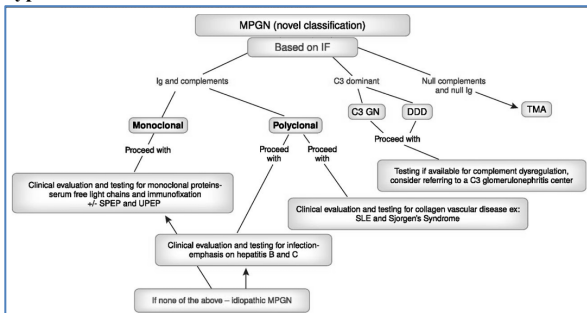 MPGN (novel classification)
Based on IF
Ig and complements
C3 dominant
Null complements
and null Ig
C3 GN
DDD
TMA
Monoclonal
Polyclonal
Proceed with
Proceed
with
Proceed
with
Proceed with
Testing if available for complement dysregulation,
consider referring to a C3 glomerulonephritis center
Clinical evaluation and testing for monoclonal proteins-
serum free light chains and immunofixation
+/- SPEP and UPEP
Clinical evaluation and testing for collagen vascular disease ex:
SLE and Sjorgen's Syndrome
Clinical evaluation and testing for infection-
emphasis on hepatitis B and C
If none of the above – idiopathic MPGN